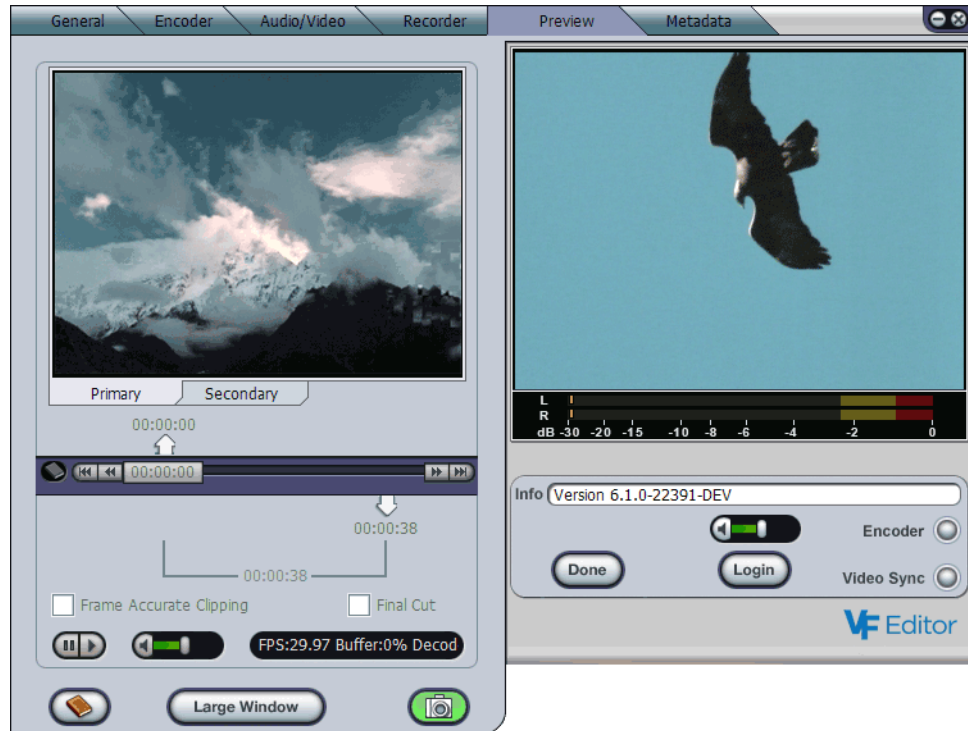 General Encoder Audio/Video Recorder Preview Metadata
Primary Secondary
00:00:00
00:00:00
00:00:38
00:00:38
Frame Accurate Clipping Final Cut
FPS:29.97 Buffer:0% Decod
Large Window
L
R
dB -30 -20 -15 -10 -8 -6 -4 -2 0
Info Version 6.1.0-22391-DEV
Encoder
Done Login
Video Sync
VF Editor